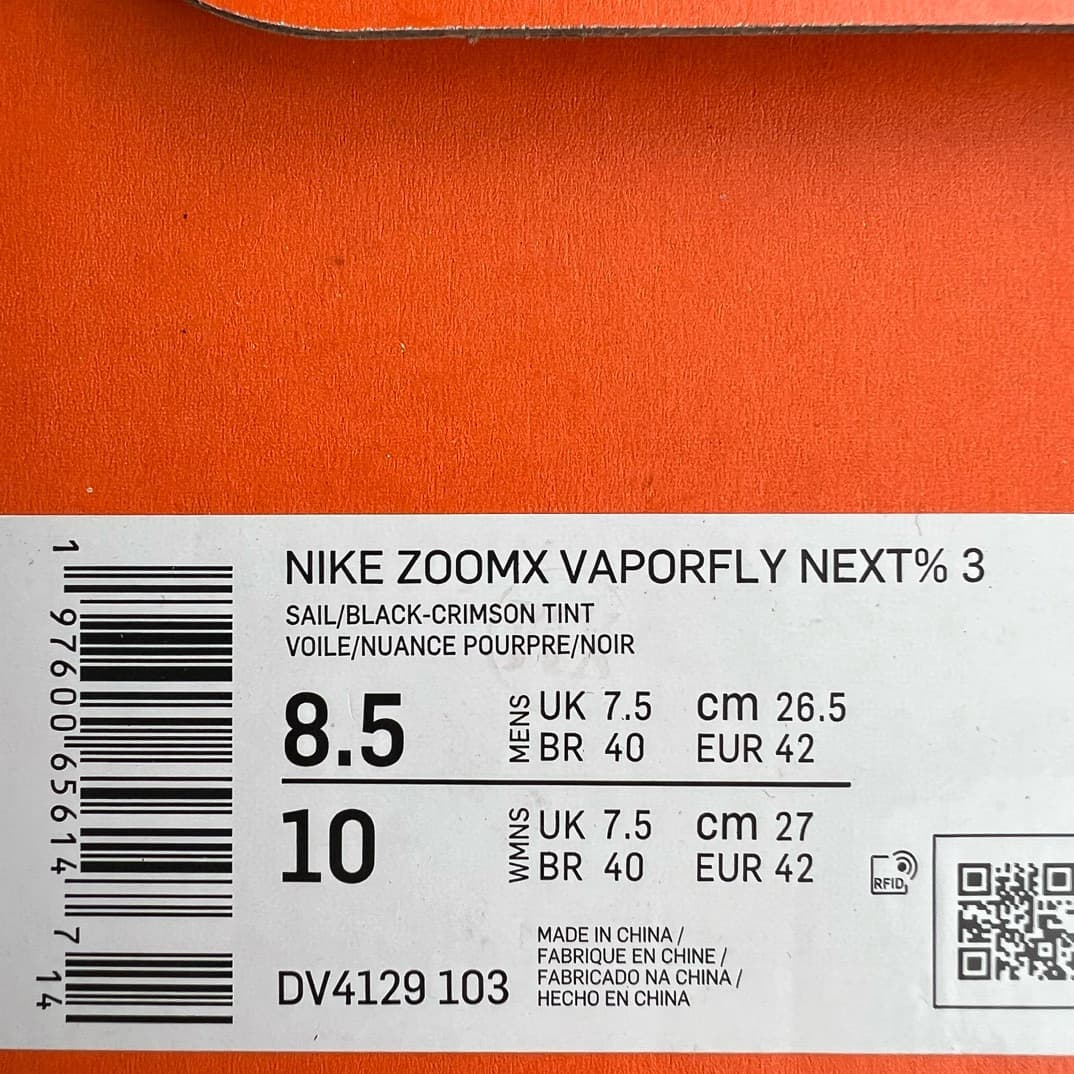 NIKE ZOOMX VAPORFLY NEXT% 3
SAIL/BLACK-CRIMSON TINT
VOILE/NUANCE POURPRE/NOIR
8.5 MENS UK 7.5 cm 26.5
BR 40 EUR 42
10 WMNS UK 7.5 cm 27
BR 40 EUR 42
RFID
DV4129 103
MADE IN CHINA /
FABRIQUE EN CHINE /
FABRICADO NA CHINA /
HECHO EN CHINA
1 97600 65614 7 14